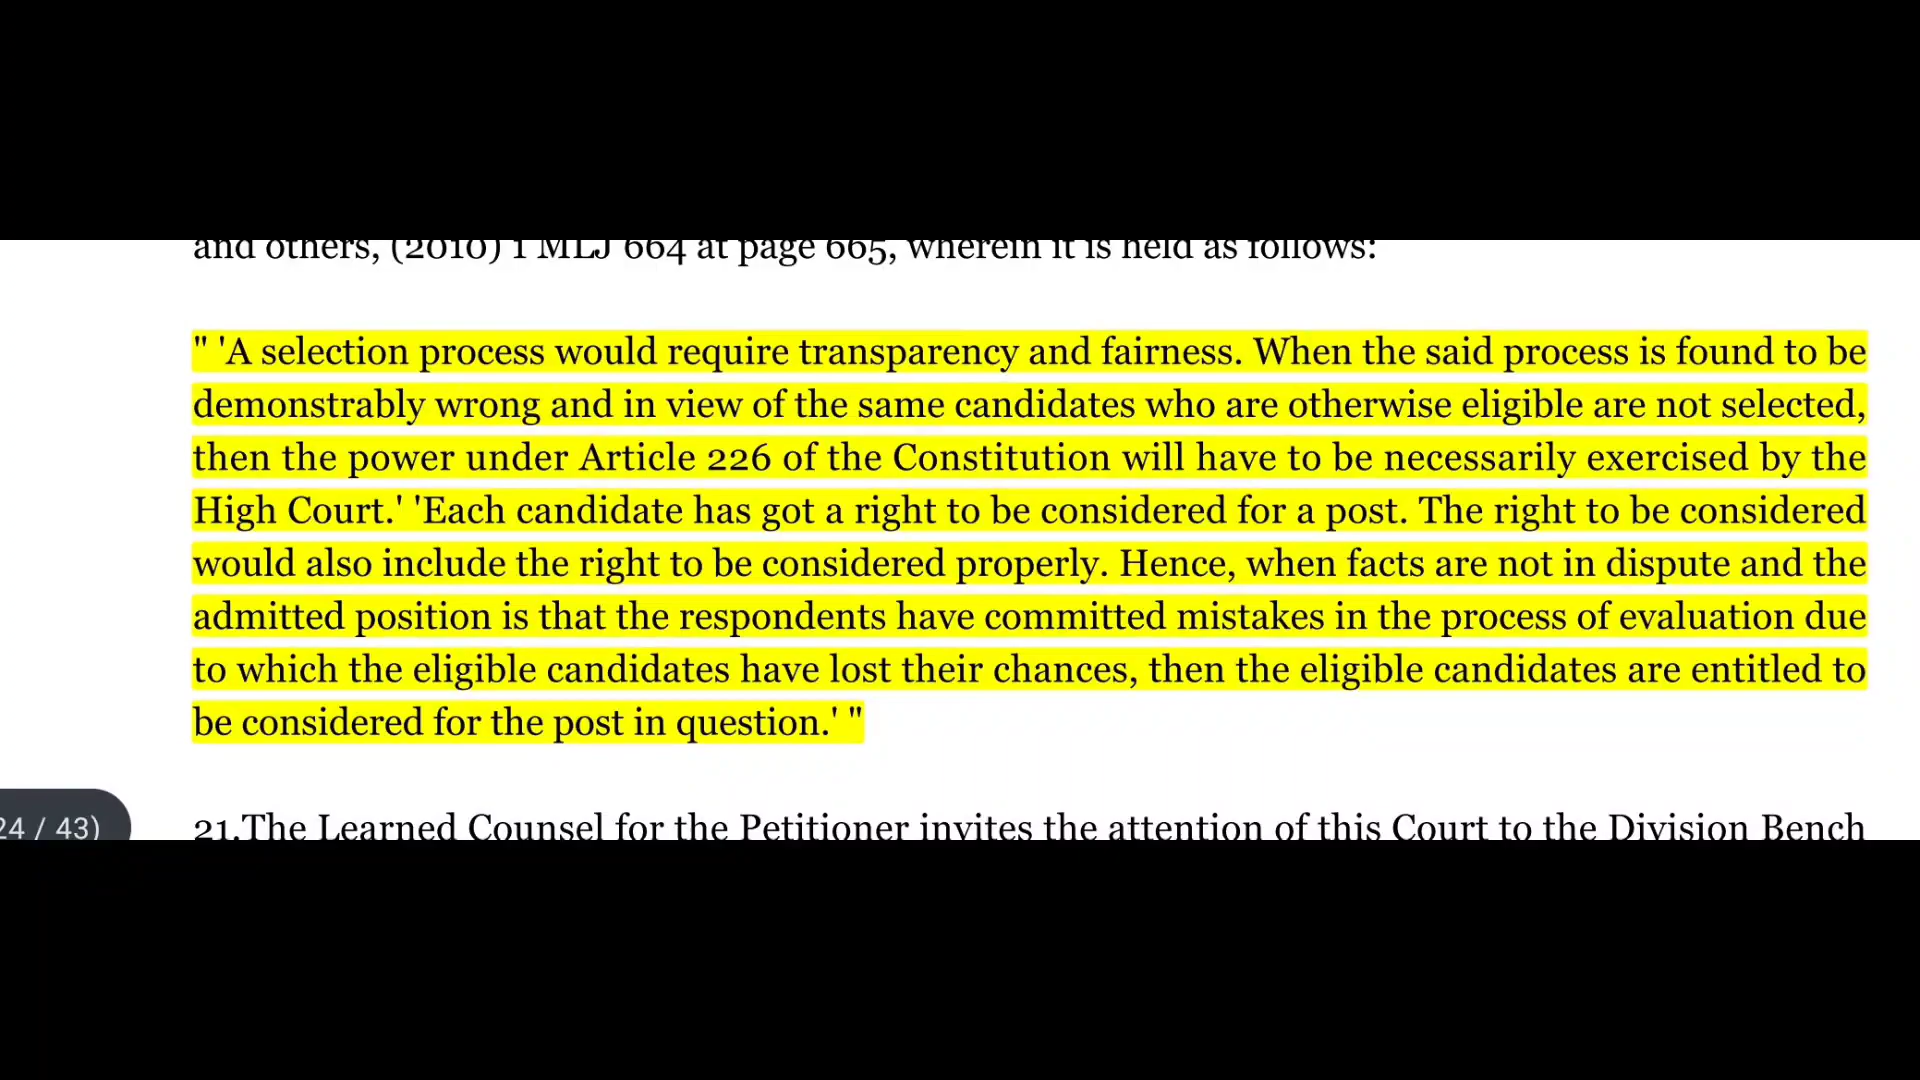 and others, (2010) 1 MLJ 664 at page 665, wherein it is held as follows:
" 'A selection process would require transparency and fairness. When the said process is found to be
demonstrably wrong and in view of the same candidates who are otherwise eligible are not selected,
then the power under Article 226 of the Constitution will have to be necessarily exercised by the
High Court.' 'Each candidate has got a right to be considered for a post. The right to be considered
would also include the right to be considered properly. Hence, when facts are not in dispute and the
admitted position is that the respondents have committed mistakes in the process of evaluation due
to which the eligible candidates have lost their chances, then the eligible candidates are entitled to
be considered for the post in question.' "
24 / 43)
21.The Learned Counsel for the Petitioner invites the attention of this Court to the Division Bench